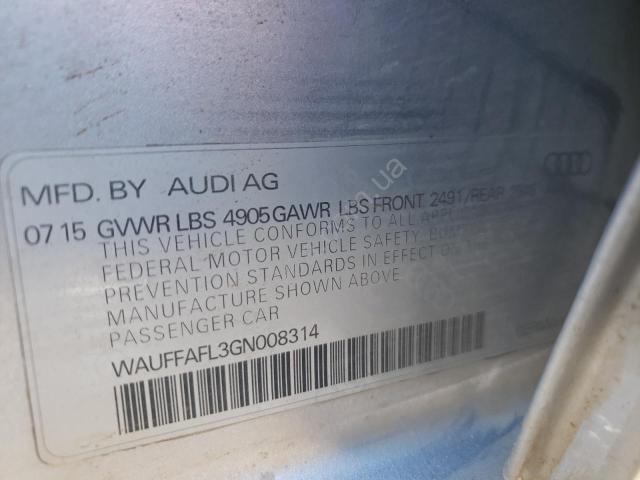 MFD. BY AUDI AG
07 15 GVWR LBS 4905 GAWR LBS FRONT 2491/REAR
THIS VEHICLE CONFORMS TO ALL
FEDERAL MOTOR VEHICLE SAFETY,
PREVENTION STANDARDS IN EFFECT
MANUFACTURE SHOWN ABOVE
PASSENGER CAR
WAUFFAFL3GN008314